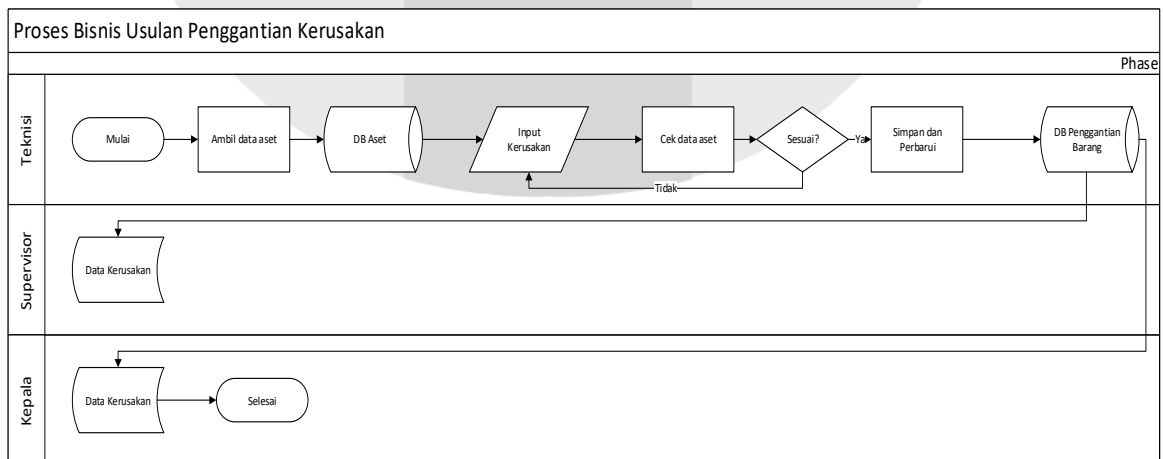 Proses Bisnis Usulan Penggantian Kerusakan
Phase
Teknisi
Mulai
Ambil data aset
DB Aset
Input
Kerusakan
Cek data aset
Sesuai?
Ya
Simpan dan
Perbarui
DB Penggantian
Barang
Tidak
Supervisor
Data Kerusakan
Kepala
Data Kerusakan
Selesai